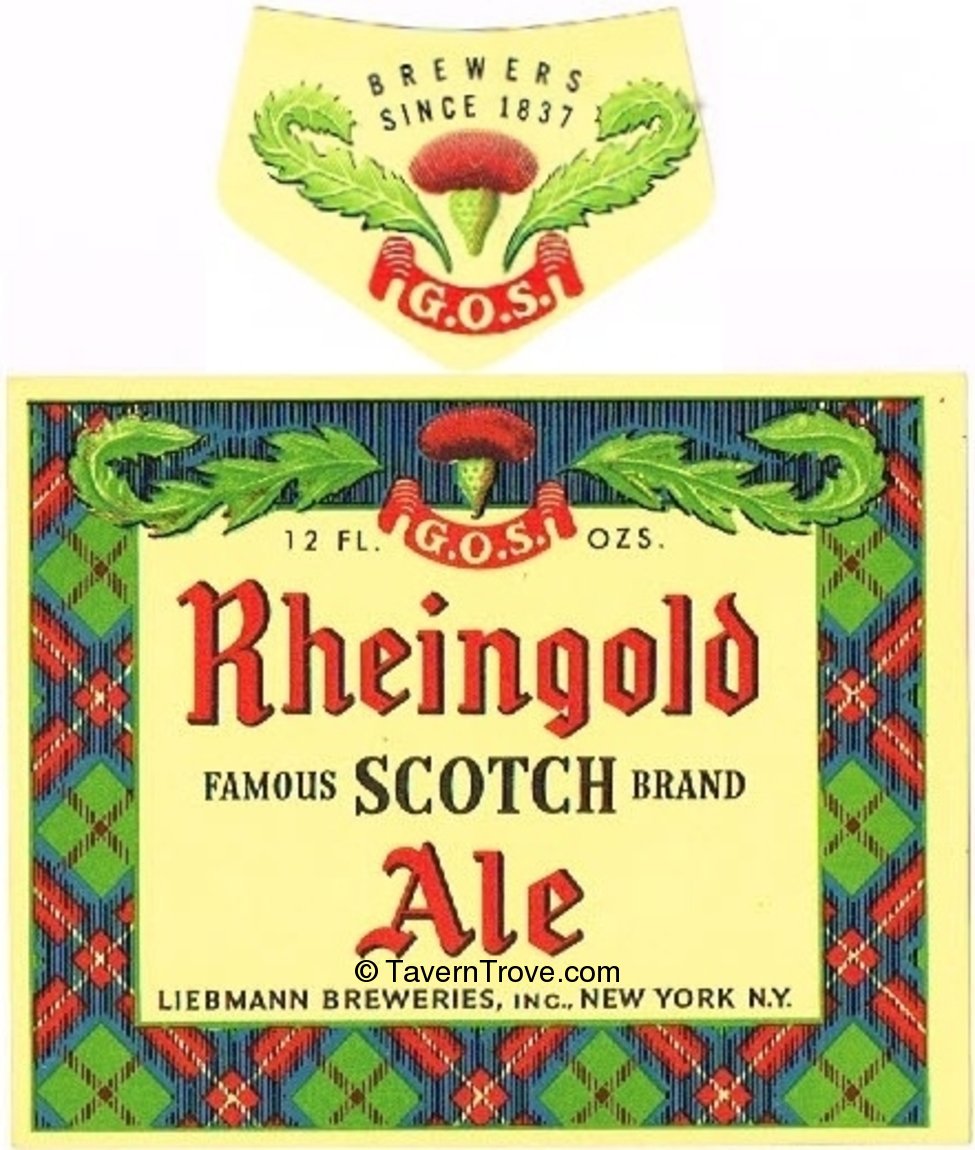 BREWERS
SINCE 1837
G.O.S.
12 FL. G.O.S. OZS.
Rheingold
FAMOUS SCOTCH BRAND
Ale
© TavernTrove.com
LIEBMANN BREWERIES, INC., NEW YORK N.Y.